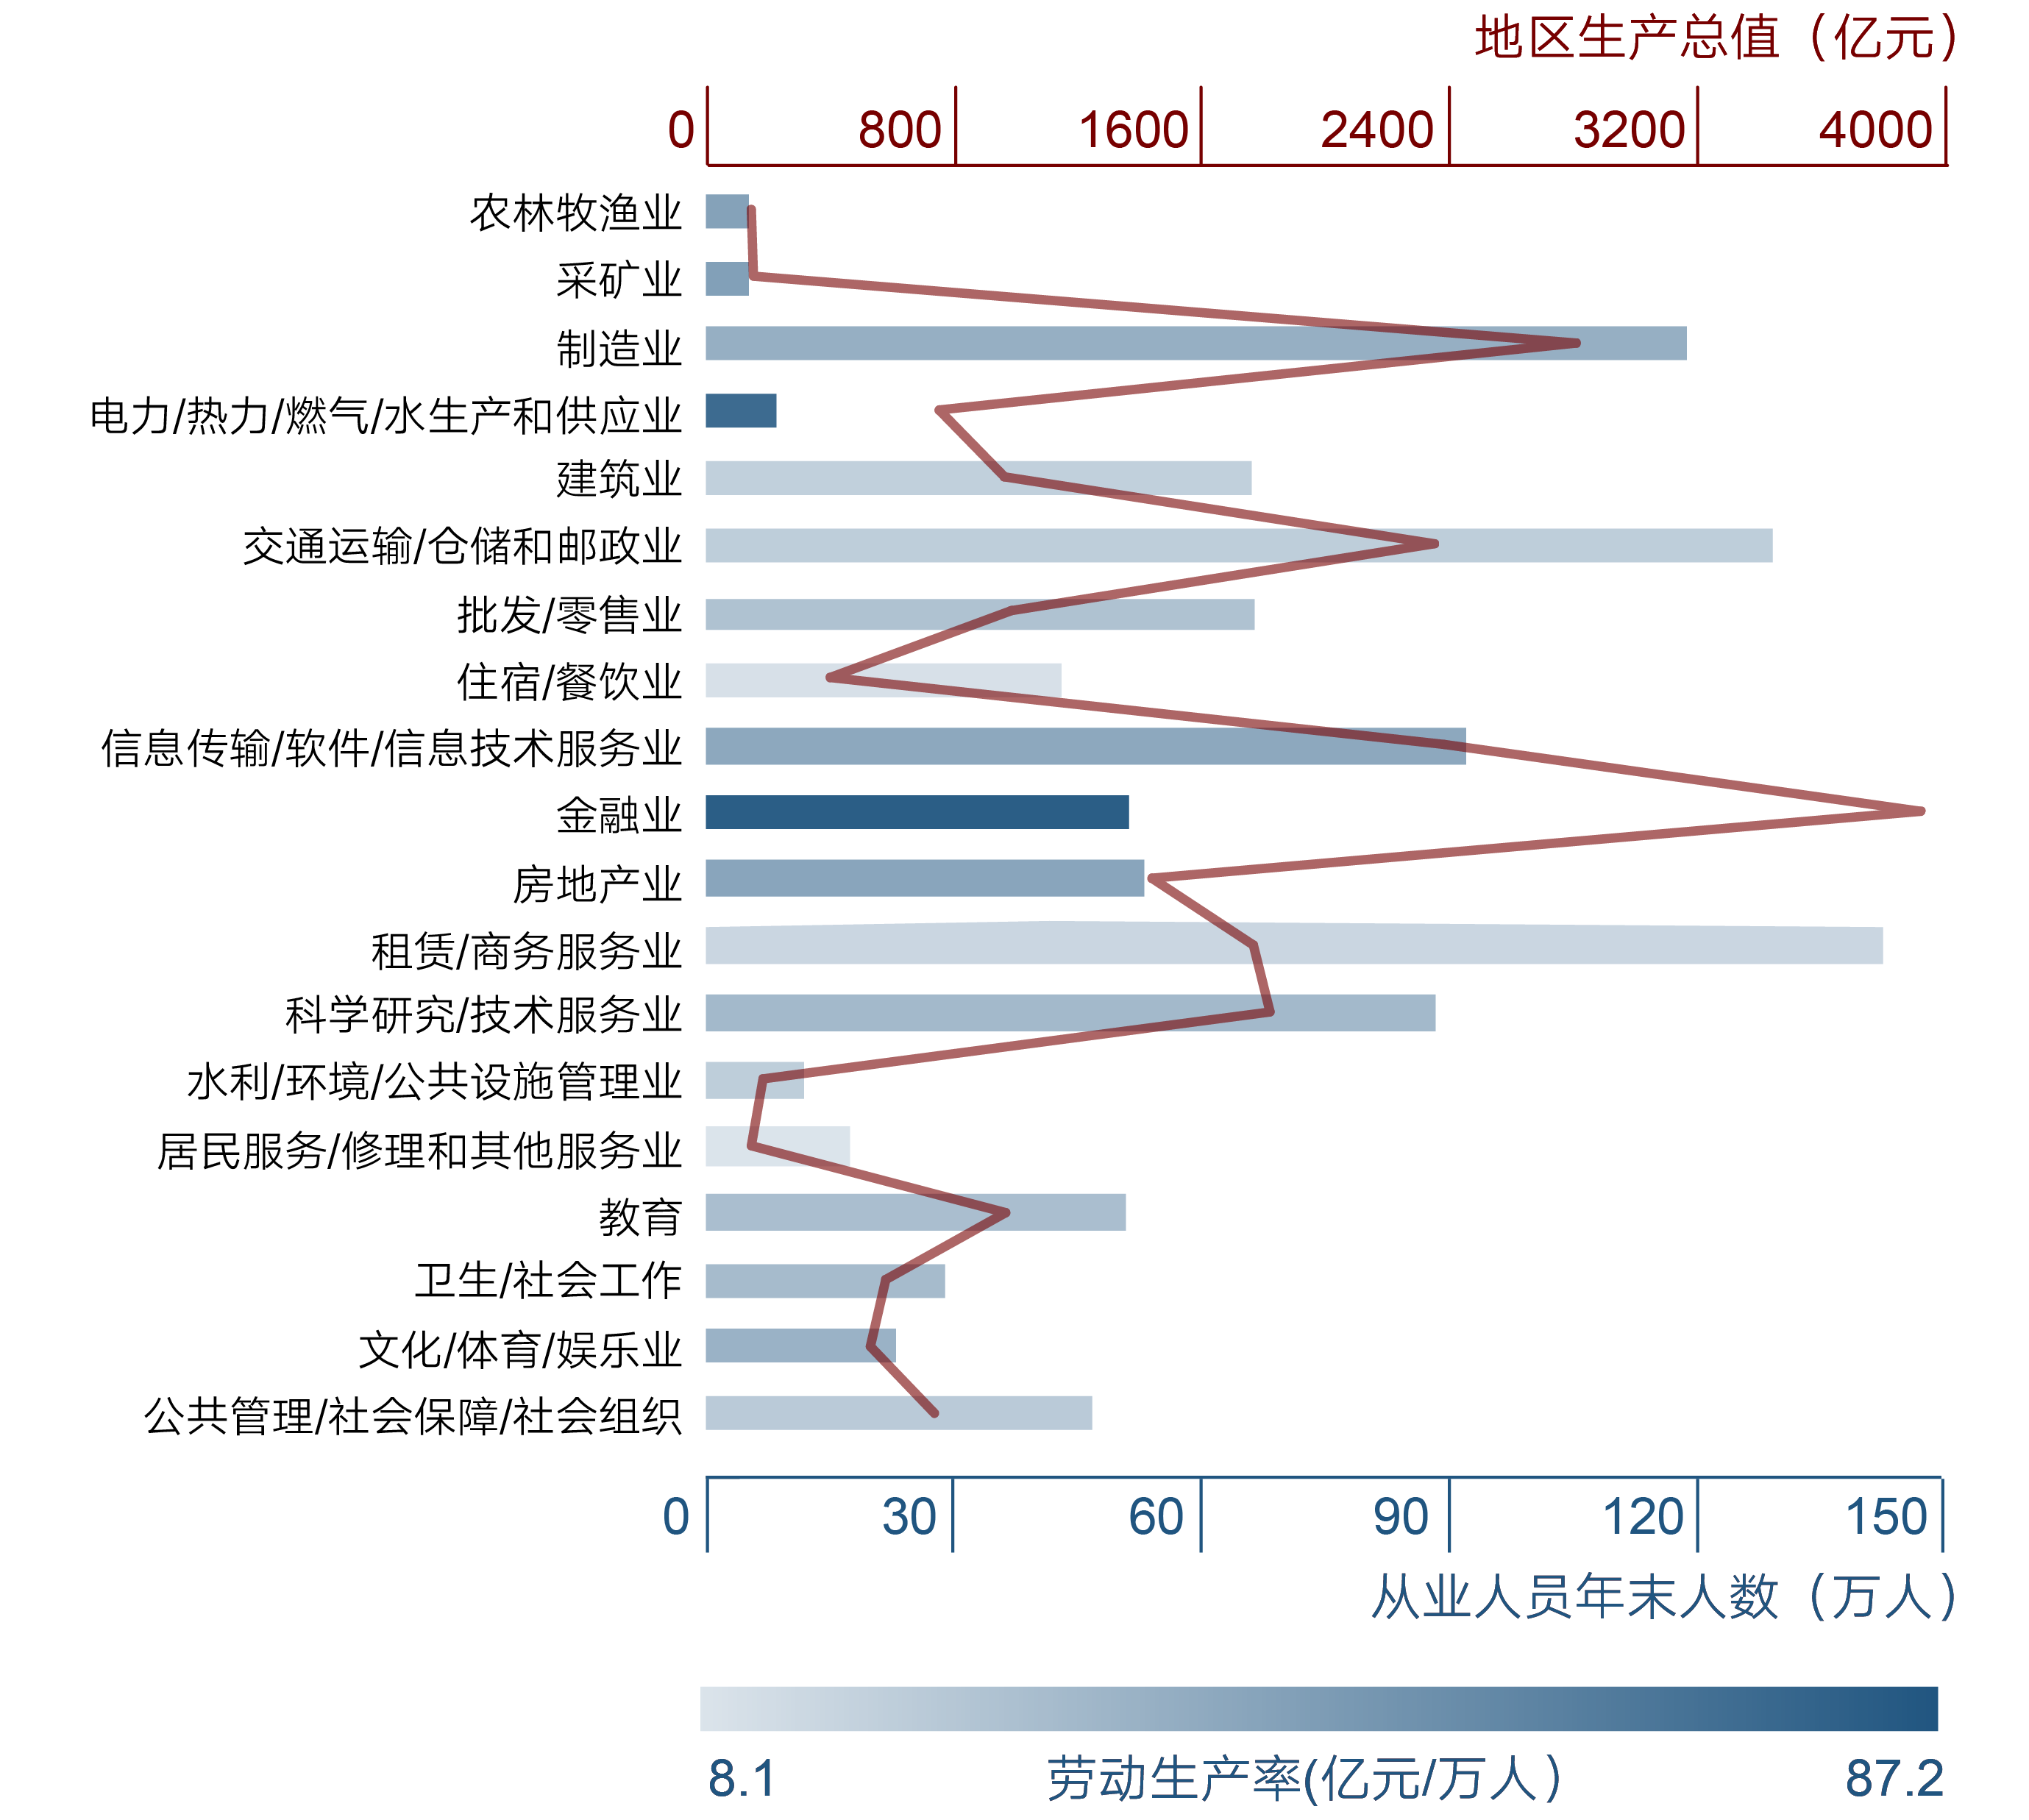 地区生产总值（亿元）
0 800 1600 2400 3200 4000
农林牧渔业
采矿业
制造业
电力/热力/燃气/水生产和供应业
建筑业
交通运输/仓储和邮政业
批发/零售业
住宿/餐饮业
信息传输/软件/信息技术服务业
金融业
房地产业
租赁/商务服务业
科学研究/技术服务业
水利/环境/公共设施管理业
居民服务/修理和其他服务业
教育
卫生/社会工作
文化/体育/娱乐业
公共管理/社会保障/社会组织
0 30 60 90 120 150
从业人员年末人数（万人）
8.1 劳动生产率(亿元/万人） 87.2